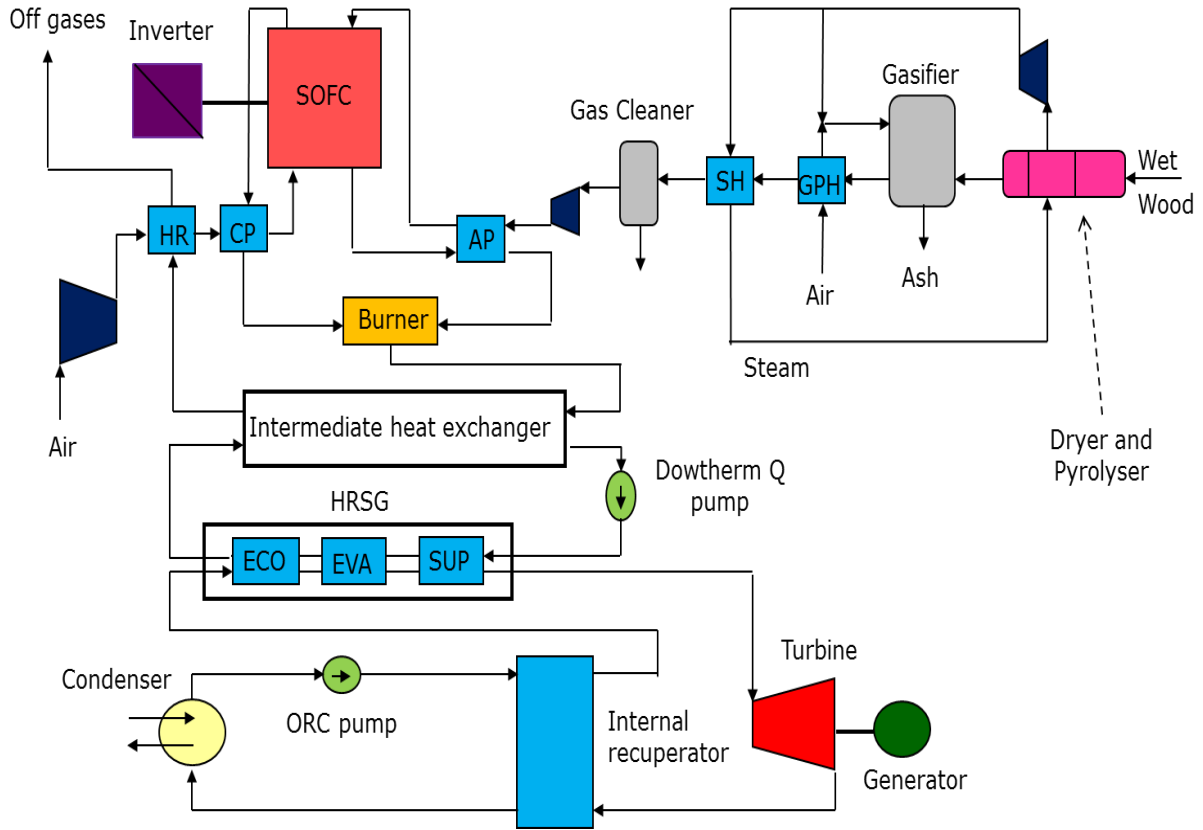 Off gases
Inverter
SOFC
Gas Cleaner
Gasifier
Wet
Wood
SH
GPH
HR
CP
AP
Air
Ash
Burner
Steam
Air
Intermediate heat exchanger
Dowtherm Q
pump
Dryer and
Pyrolyser
HRSG
ECO
EVA
SUP
Turbine
Condenser
ORC pump
Internal
recuperator
Generator